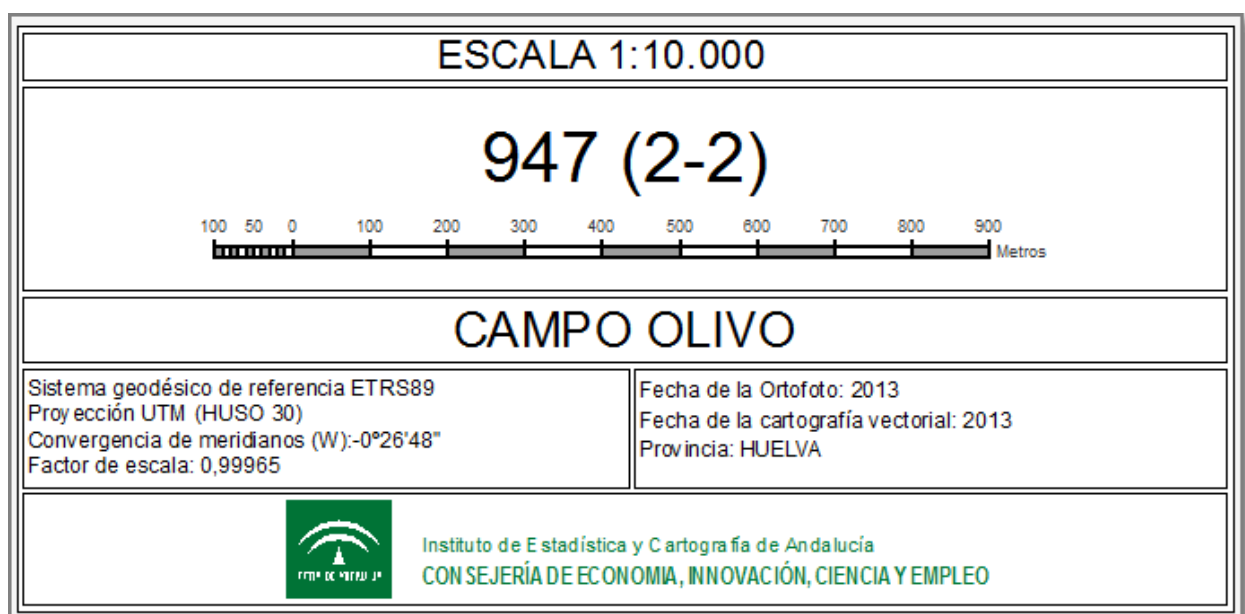 ESCALA 1:10.000
947 (2-2)
100 50 0 100 200 300 400 500 600 700 800 900
Metros
CAMPO OLIVO
Sistema geodésico de referencia ETRS89
Proyección UTM (HUSO 30)
Convergencia de meridianos (W):-0º26'48"
Factor de escala: 0,99965
Fecha de la Ortofoto: 2013
Fecha de la cartografía vectorial: 2013
Provincia: HUELVA
Instituto de Estadística y Cartografía de Andalucía
CONSEJERÍA DE ECONOMIA, INNOVACIÓN, CIENCIA Y EMPLEO